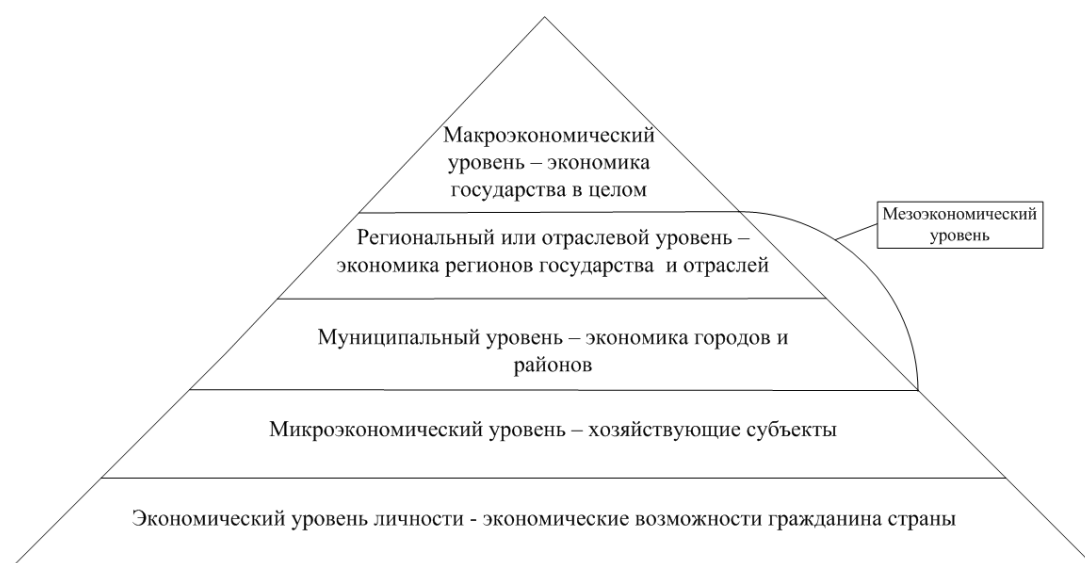 Макроэкономический
уровень – экономика
государства в целом
Мезоэкономический
уровень
Региональный или отраслевой уровень –
экономика регионов государства и отраслей
Муниципальный уровень – экономика городов и
районов
Микроэкономический уровень – хозяйствующие субъекты
Экономический уровень личности - экономические возможности гражданина страны